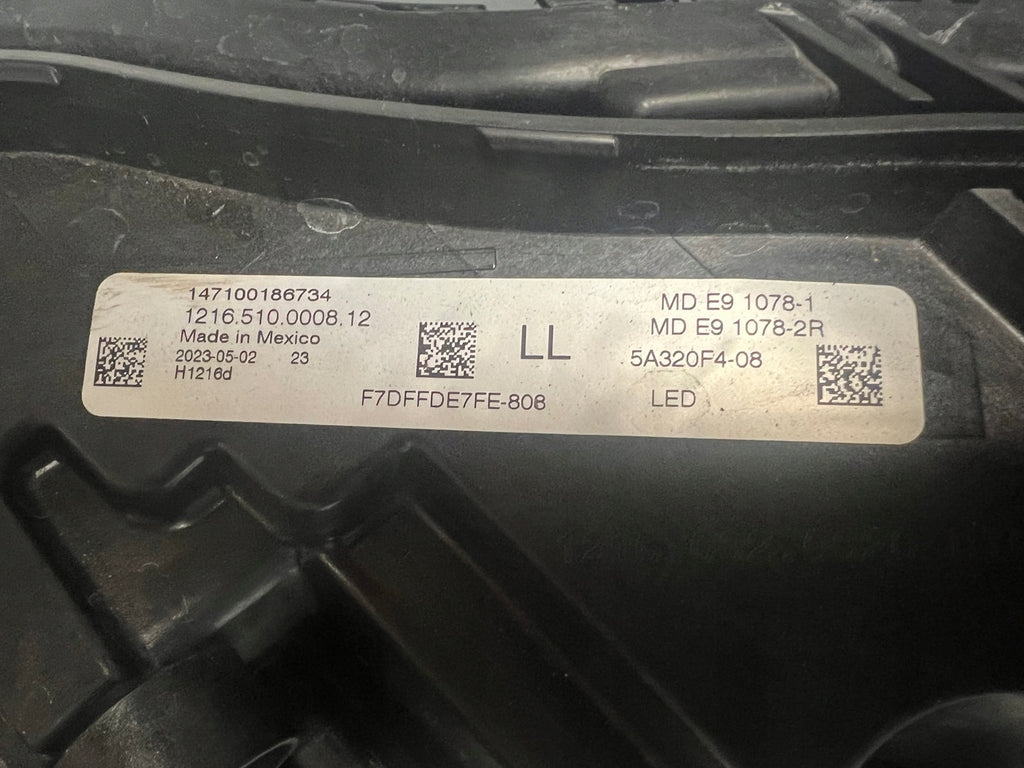 147100186734
1216.510.0008.12
Made in Mexico
2023-05-02 23
H1216d
F7DFFDE7FE-808
LL
MD E9 1078-1
MD E9 1078-2R
5A320F4-08
LED